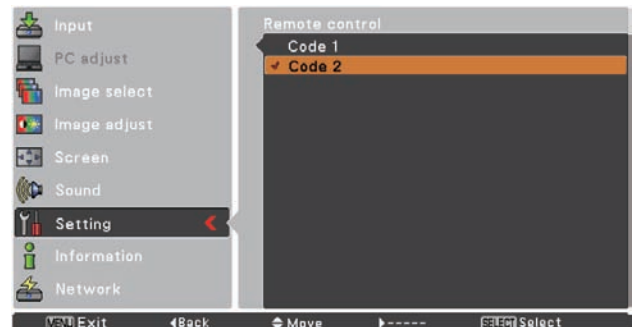 Input
PC adjust
Image select
Image adjust
Screen
Sound
Setting
Information
Network
Remote control
Code 1
Code 2
MENU Exit ◀Back Move ▶----- SELECT Select